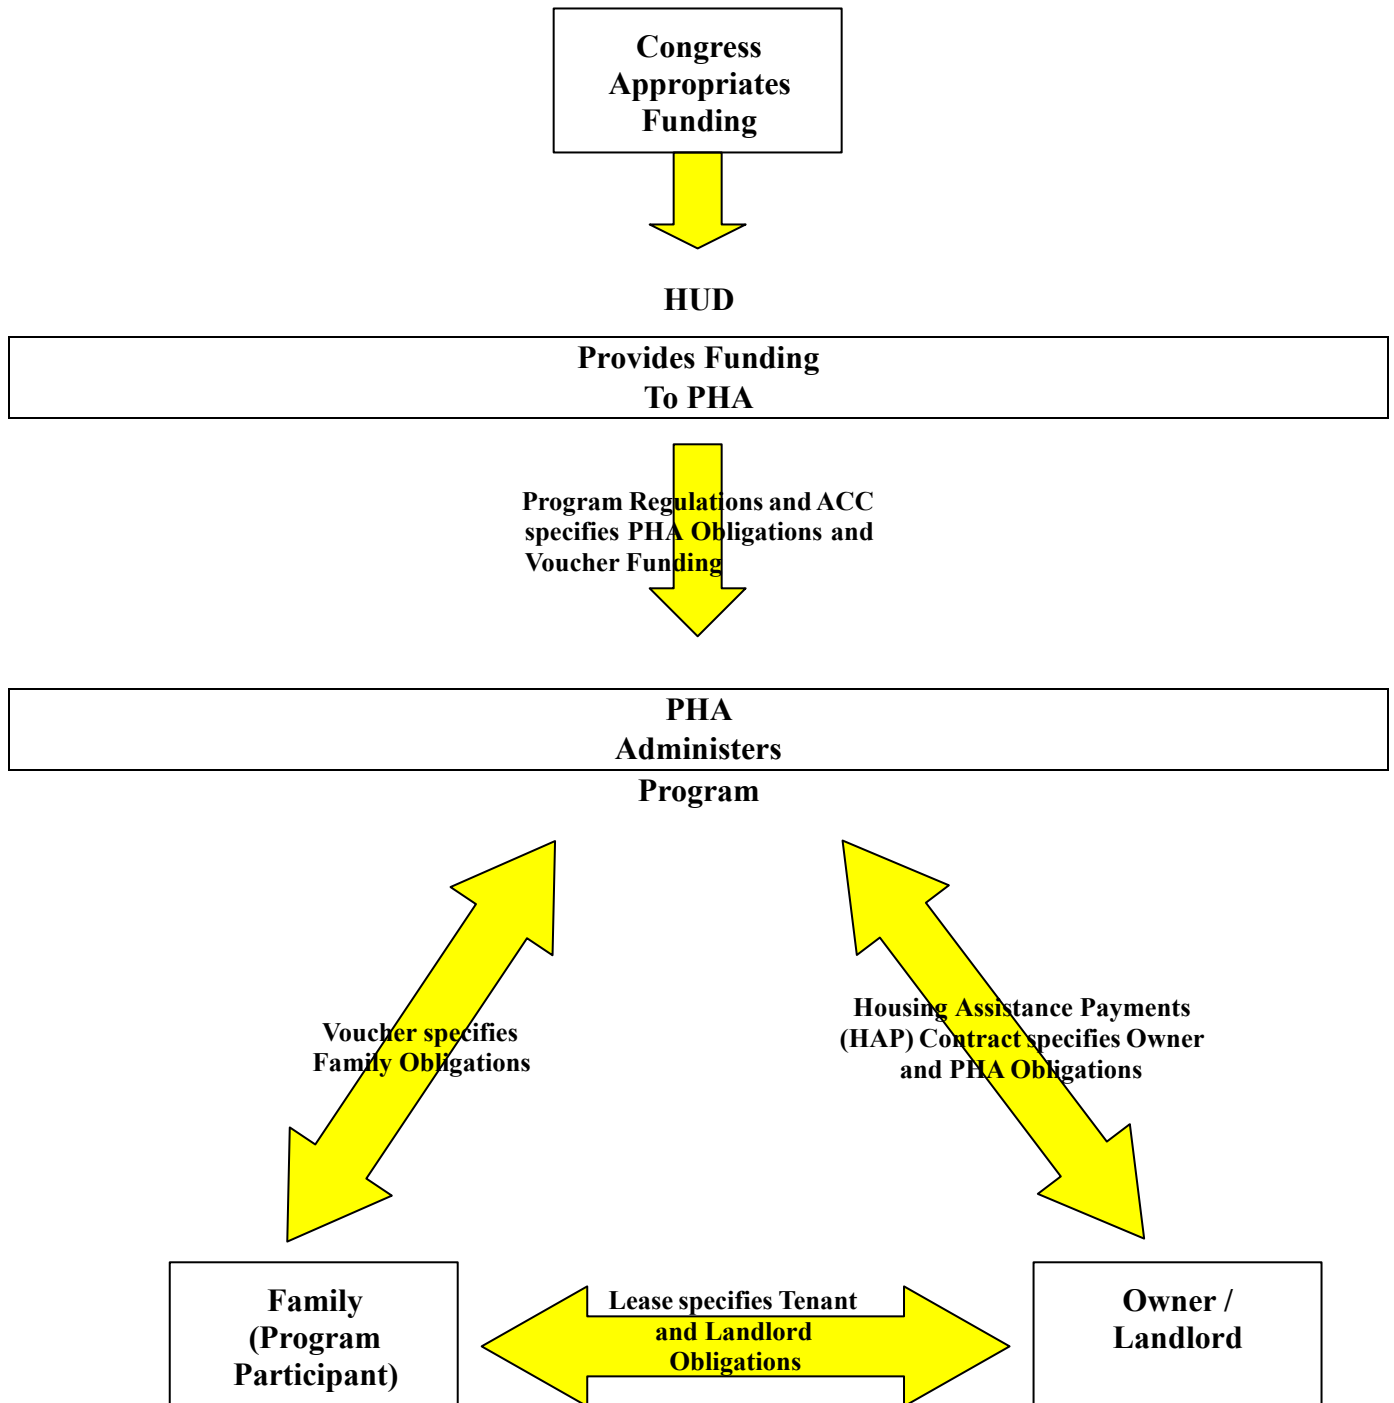 Congress
Appropriates
Funding
HUD
Provides Funding
To PHA
Program Regulations and ACC
specifies PHA Obligations and
Voucher Funding
PHA
Administers
Program
Voucher specifies
Family Obligations
Housing Assistance Payments
(HAP) Contract specifies Owner
and PHA Obligations
Family
(Program
Participant)
Lease specifies Tenant
and Landlord
Obligations
Owner /
Landlord